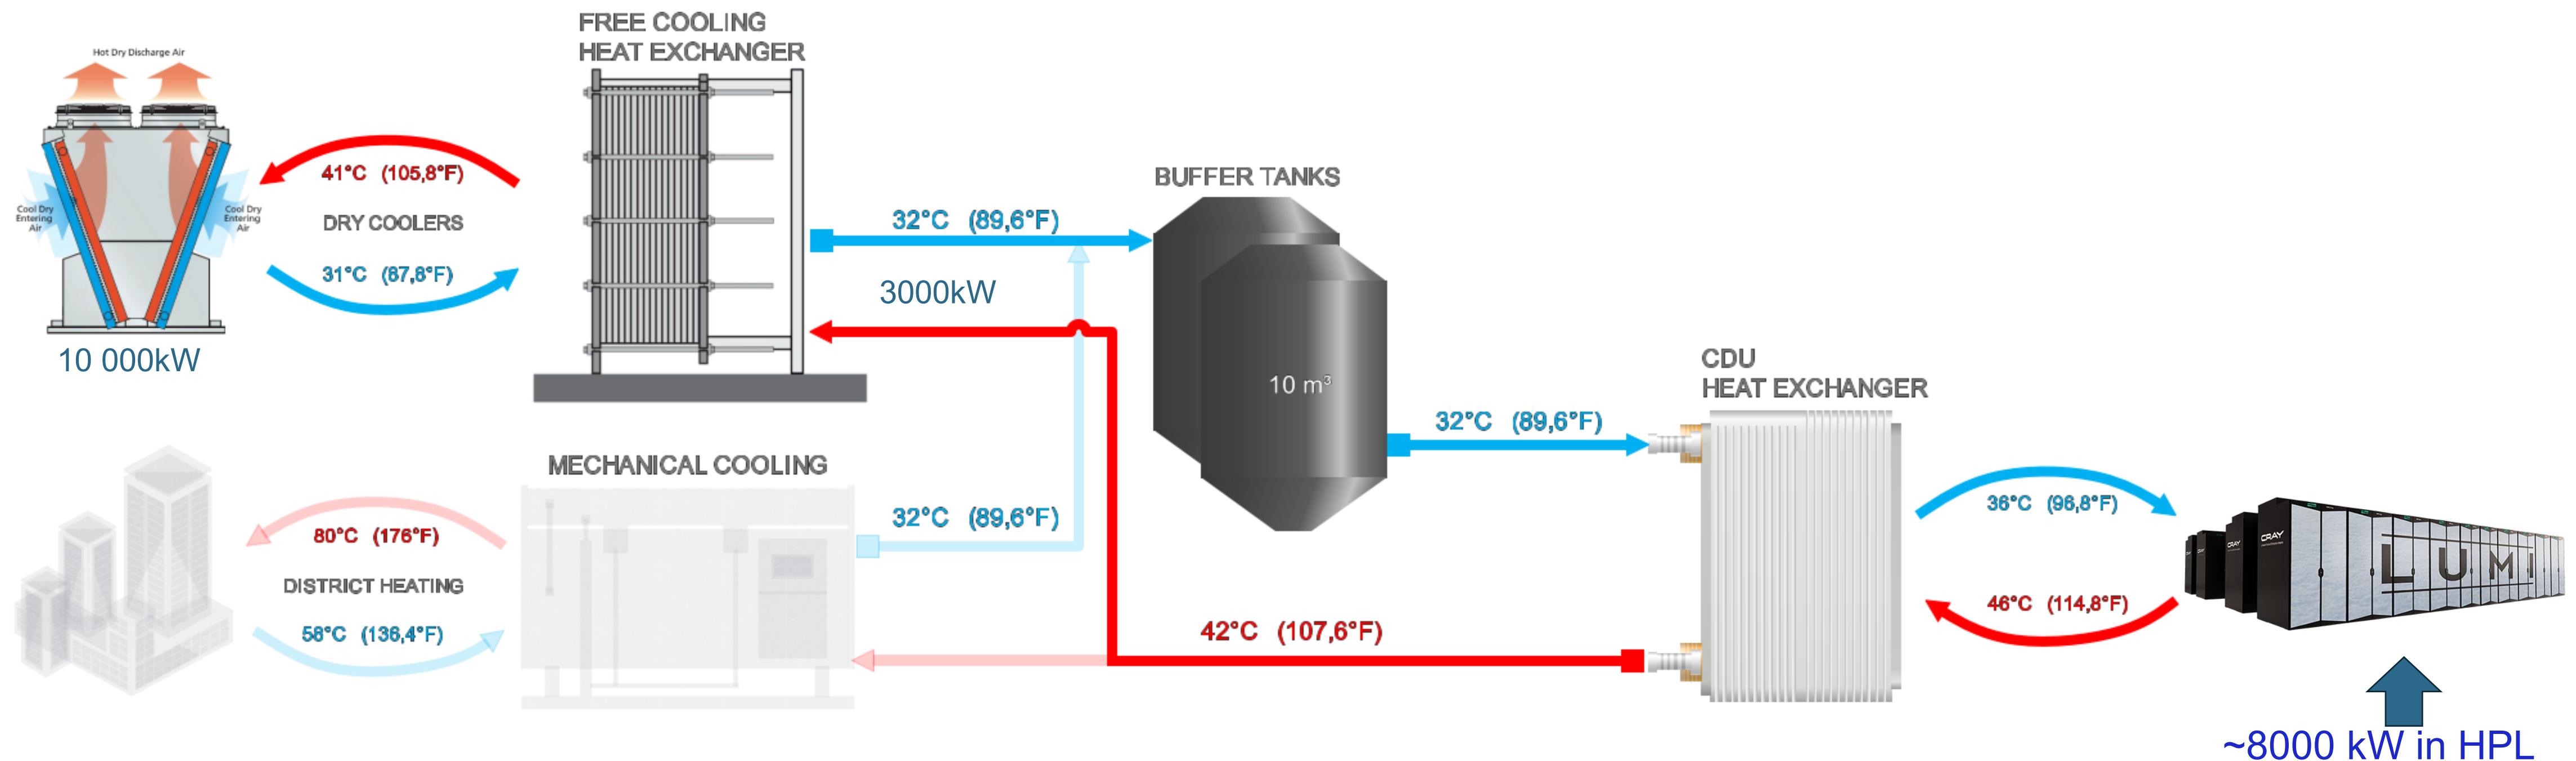 FREE COOLING
HEAT EXCHANGER
Hot Dry Discharge Air
41°C (105,8°F)
DRY COOLERS
31°C (87,8°F)
Cool Dry
Entering
Air
Cool Dry
Entering
Air
10 000kW
32°C (89,6°F)
3000kW
BUFFER TANKS
10 m³
CDU
HEAT EXCHANGER
32°C (89,6°F)
MECHANICAL COOLING
32°C (89,6°F)
80°C (176°F)
DISTRICT HEATING
58°C (136,4°F)
42°C (107,6°F)
36°C (96,8°F)
46°C (114,8°F)
CRAY
CRAY
CRAY
LUMI
~8000 kW in HPL